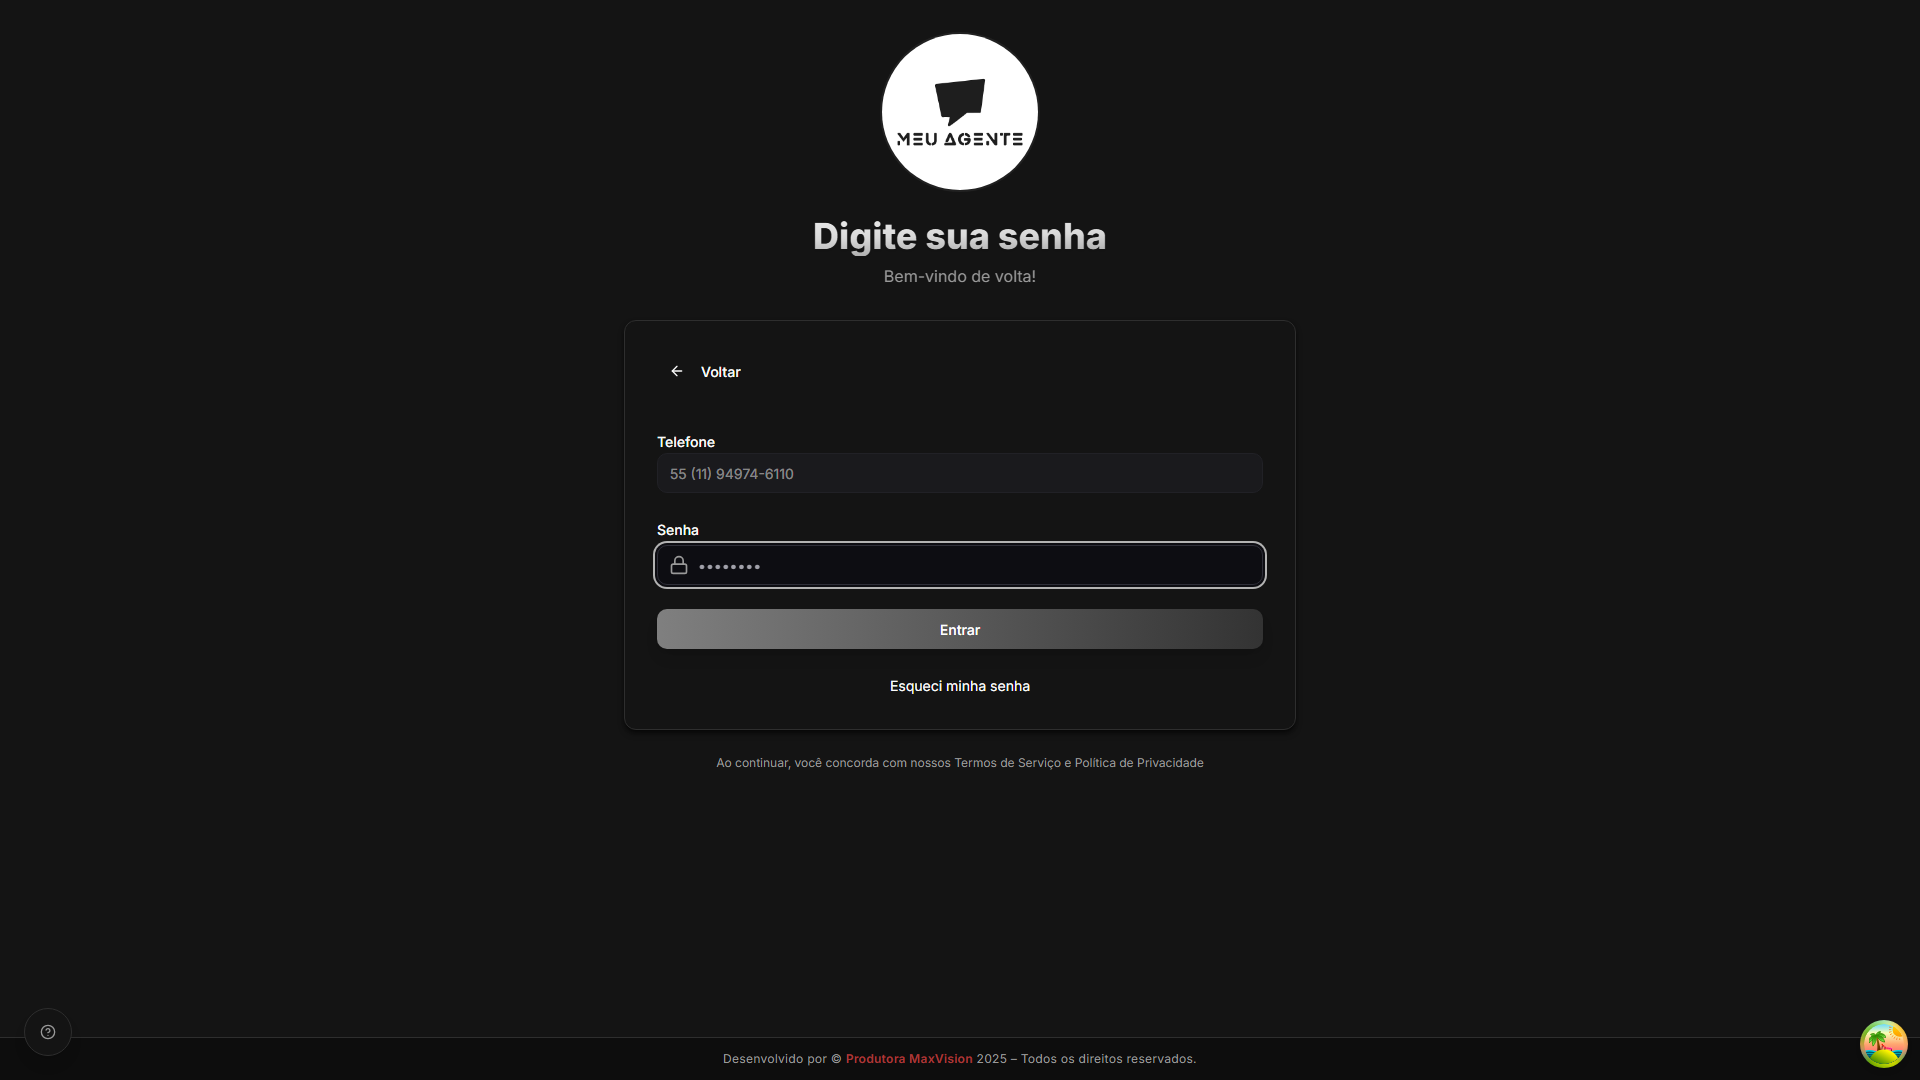 MEU AGENTE
Digite sua senha
Bem-vindo de volta!
Voltar
Telefone
55 (11) 94974-6110
Senha
••••••••
Entrar
Esqueci minha senha
Ao continuar, você concorda com nossos Termos de Serviço e Política de Privacidade
Desenvolvido por © Produtora MaxVision 2025 – Todos os direitos reservados.